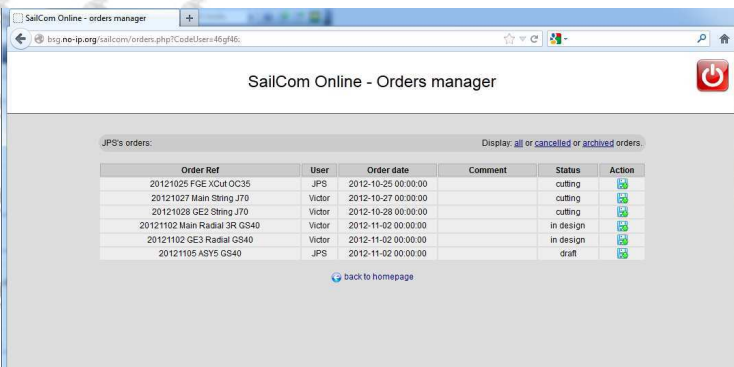 SailCom Online - orders manager
bsg.no-ip.org/sailcom/orders.php?CodeUser=46gf46:
SailCom Online - Orders manager
JPS's orders: Display: all or cancelled or archived orders.
Order Ref User Order date Comment Status Action
20121025 FGE XCut OC35 JPS 2012-10-25 00:00:00 cutting
20121027 Main String J70 Victor 2012-10-27 00:00:00 cutting
20121028 GE2 String J70 Victor 2012-10-28 00:00:00 cutting
20121102 Main Radial 3R GS40 Victor 2012-11-02 00:00:00 in design
20121102 GE3 Radial GS40 Victor 2012-11-02 00:00:00 in design
20121105 ASY5 GS40 JPS 2012-11-02 00:00:00 draft
back to homepage